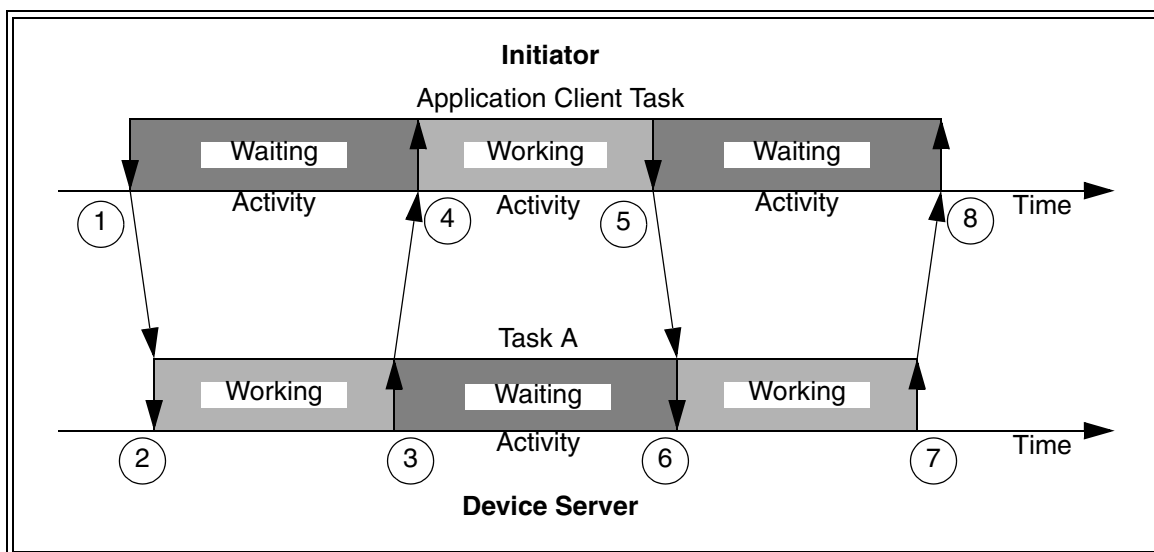 Initiator
Application Client Task
Waiting Working Waiting
Activity Activity Activity
1 4 5 8 Time
Task A
Working Waiting Working
Activity
2 3 6 7 Time
Device Server